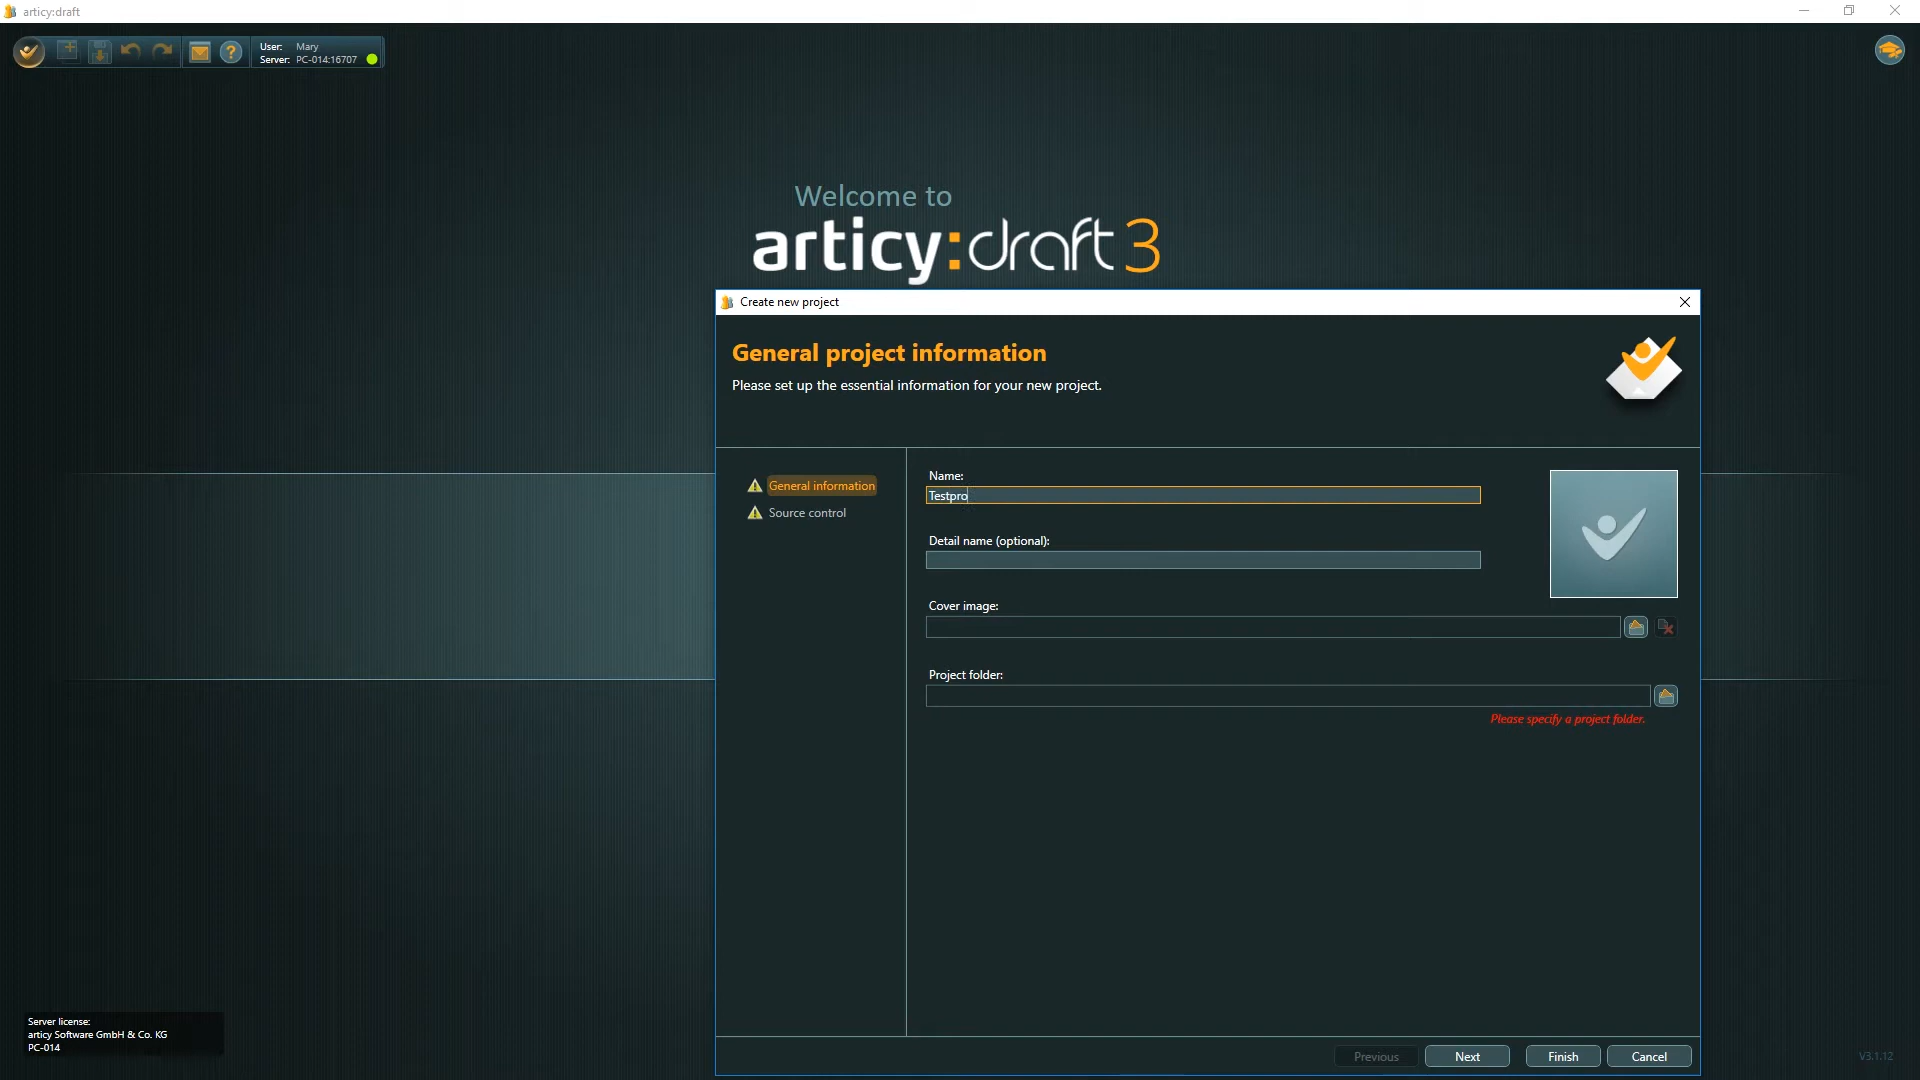 articy:draft
User: Mary
Server: PC-014:16707
Welcome to
articy:draft 3
Create new project
General project information
Please set up the essential information for your new project.
General information
Source control
Name:
Testpro
Detail name (optional):
Cover image:
Project folder:
Please specify a project folder.
Previous
Next
Finish
Cancel
Server license:
articy Software GmbH & Co. KG
PC-014
V3.1.12